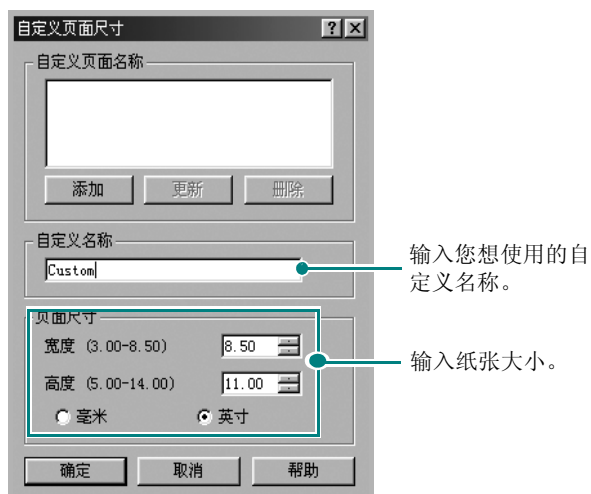 自定义页面尺寸
自定义页面名称
添加 更新 删除
自定义名称
Custom
输入您想使用的自
定义名称。
页面尺寸
宽度 (3.00-8.50) 8.50
高度 (5.00-14.00) 11.00
输入纸张大小。
毫米 英寸
确定 取消 帮助